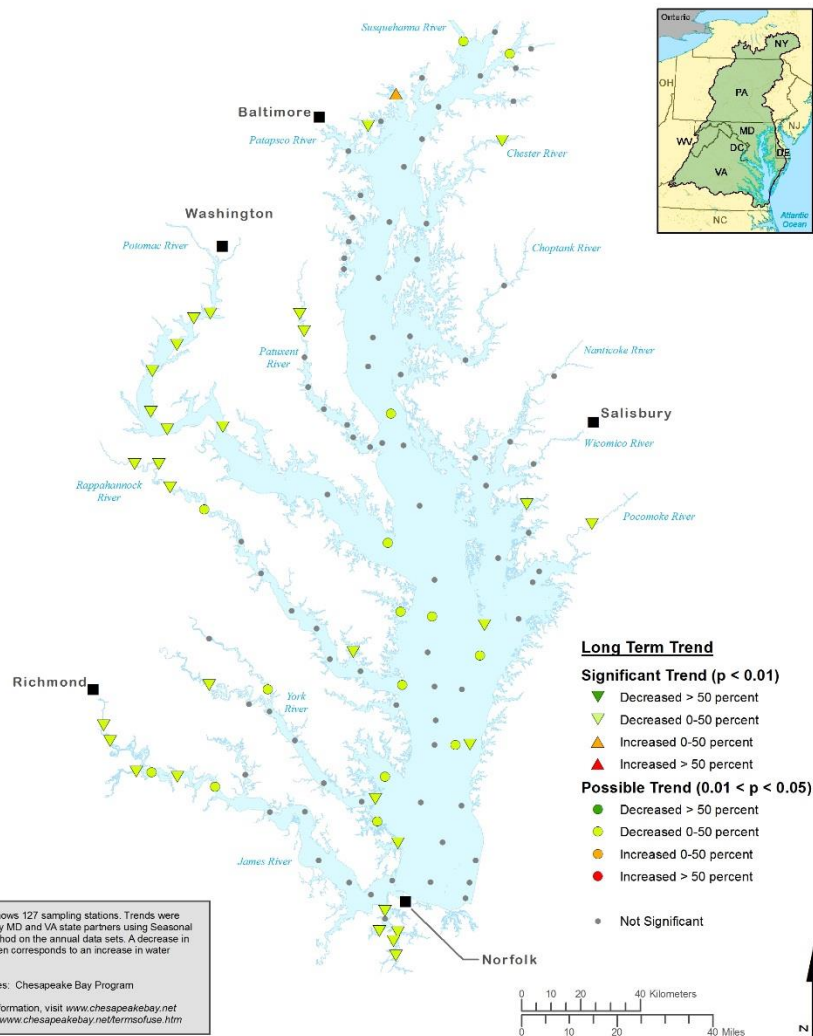 Susquehanna River
Ontario
NY
OH
PA
NJ
MD
WV
DC
DE
VA
NC
Atlantic
Ocean
Baltimore
Patapsco River
Chester River
Washington
Potomac River
Choptank River
Patuxent
River
Nanticoke River
Salisbury
Wicomico River
Rappahannock
River
Pocomoke River
Richmond
York
River
James River
Norfolk
Long Term Trend
Significant Trend (p < 0.01)
Decreased > 50 percent
Decreased 0-50 percent
Increased 0-50 percent
Increased > 50 percent
Possible Trend (0.01 < p < 0.05)
Decreased > 50 percent
Decreased 0-50 percent
Increased 0-50 percent
Increased > 50 percent
Not Significant
127 sampling stations. Trends were
MD and VA state partners using Seasonal
on the annual data sets. A decrease in
corresponds to an increase in water
Chesapeake Bay Program
visit www.chesapeakebay.net
www.chesapeakebay.net/termsofuse.htm
0 10 20 40 Kilometers
0 10 20 40 Miles
N